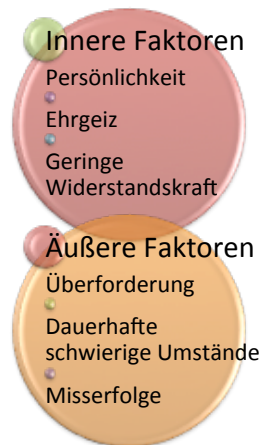 Innere Faktoren
Persönlichkeit
Ehrgeiz
Geringe
Widerstandskraft
Äußere Faktoren
Überforderung
Dauerhafte
schwierige Umstände
Misserfolge